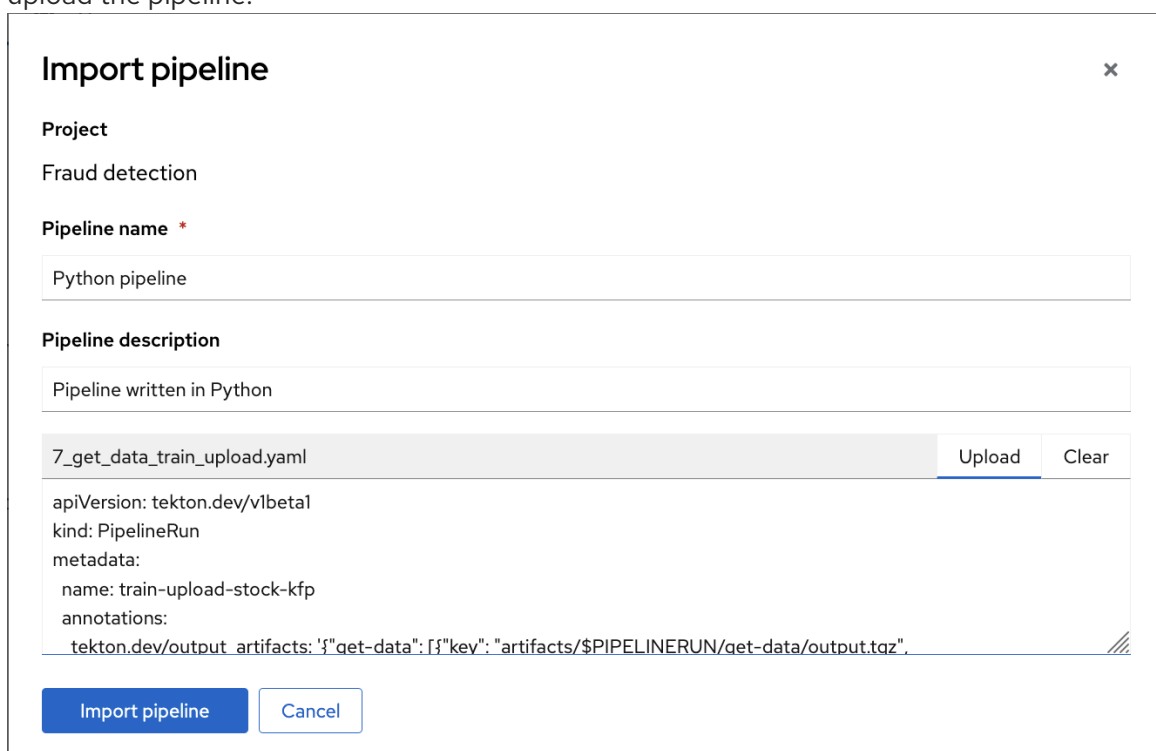 upload the pipeline.
Import pipeline
Project
Fraud detection
Pipeline name *
Python pipeline
Pipeline description
Pipeline written in Python
7_get_data_train_upload.yaml Upload Clear
apiVersion: tekton.dev/v1beta1
kind: PipelineRun
metadata:
name: train-upload-stock-kfp
annotations:
tekton.dev/output_artifacts: '{"get-data": [{"key": "artifacts/$PIPELINERUN/get-data/output.tgz",
Import pipeline Cancel